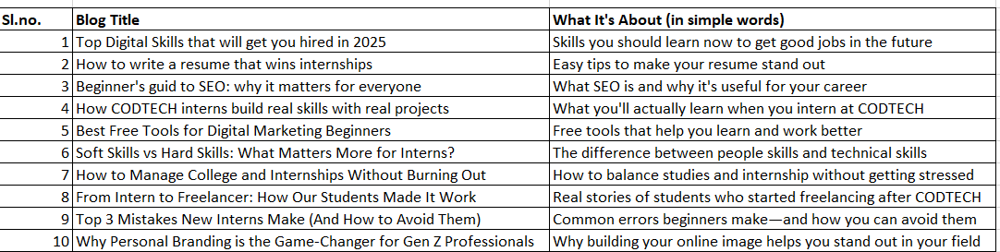 Sl.no. Blog Title What It's About (in simple words)
1 Top Digital Skills that will get you hired in 2025 Skills you should learn now to get good jobs in the future
2 How to write a resume that wins internships Easy tips to make your resume stand out
3 Beginner's guid to SEO: why it matters for everyone What SEO is and why it's useful for your career
4 How CODTECH interns build real skills with real projects What you'll actually learn when you intern at CODTECH
5 Best Free Tools for Digital Marketing Beginners Free tools that help you learn and work better
6 Soft Skills vs Hard Skills: What Matters More for Interns? The difference between people skills and technical skills
7 How to Manage College and Internships Without Burning Out How to balance studies and internship without getting stressed
8 From Intern to Freelancer: How Our Students Made It Work Real stories of students who started freelancing after CODTECH
9 Top 3 Mistakes New Interns Make (And How to Avoid Them) Common errors beginners make—and how you can avoid them
10 Why Personal Branding is the Game-Changer for Gen Z Professionals Why building your online image helps you stand out in your field